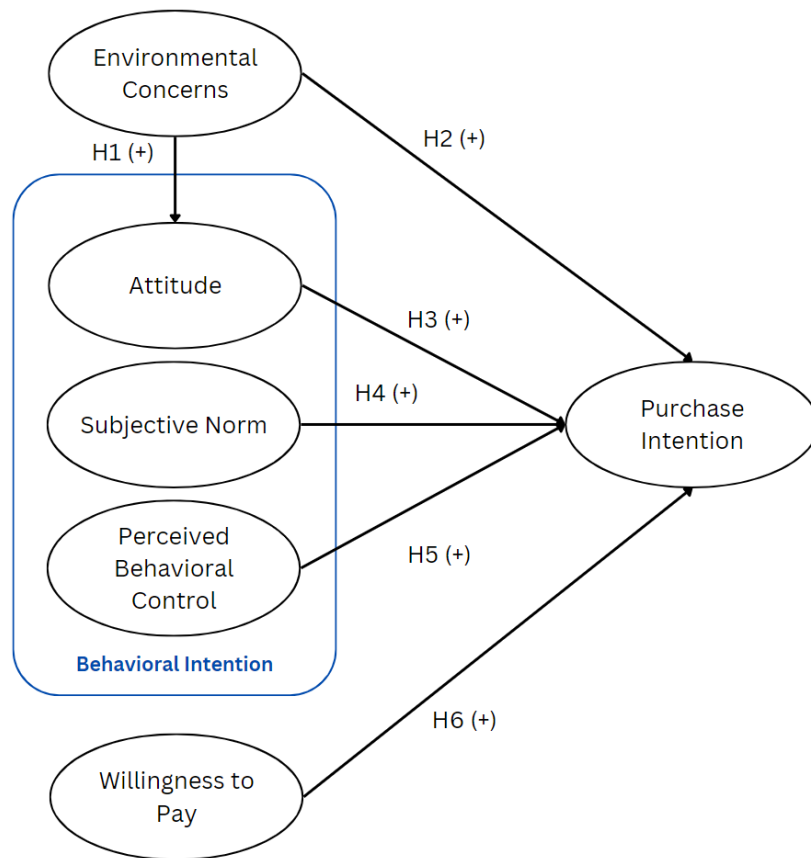 Environmental
Concerns
H1 (+)
H2 (+)
Attitude
H3 (+)
Subjective Norm
H4 (+)
Purchase
Intention
Perceived
Behavioral
Control
H5 (+)
Behavioral Intention
H6 (+)
Willingness to
Pay